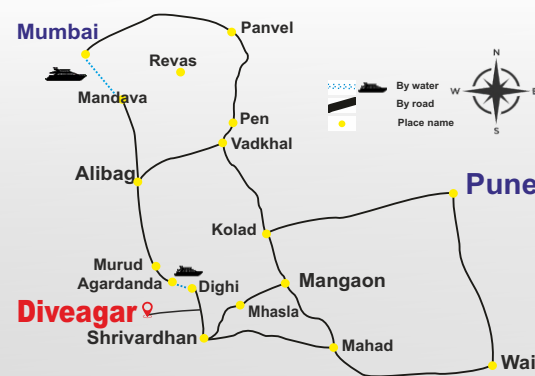 Mumbai
Panvel
Revas
By water
By road
Place name
N
W
E
S
Mandava
Pen
Vadkhal
Alibag
Pune
Kolad
Murud
Agardanda
Dighi
Mangaon
Diveagar
Mhasla
Shrivardhan
Mahad
Wai